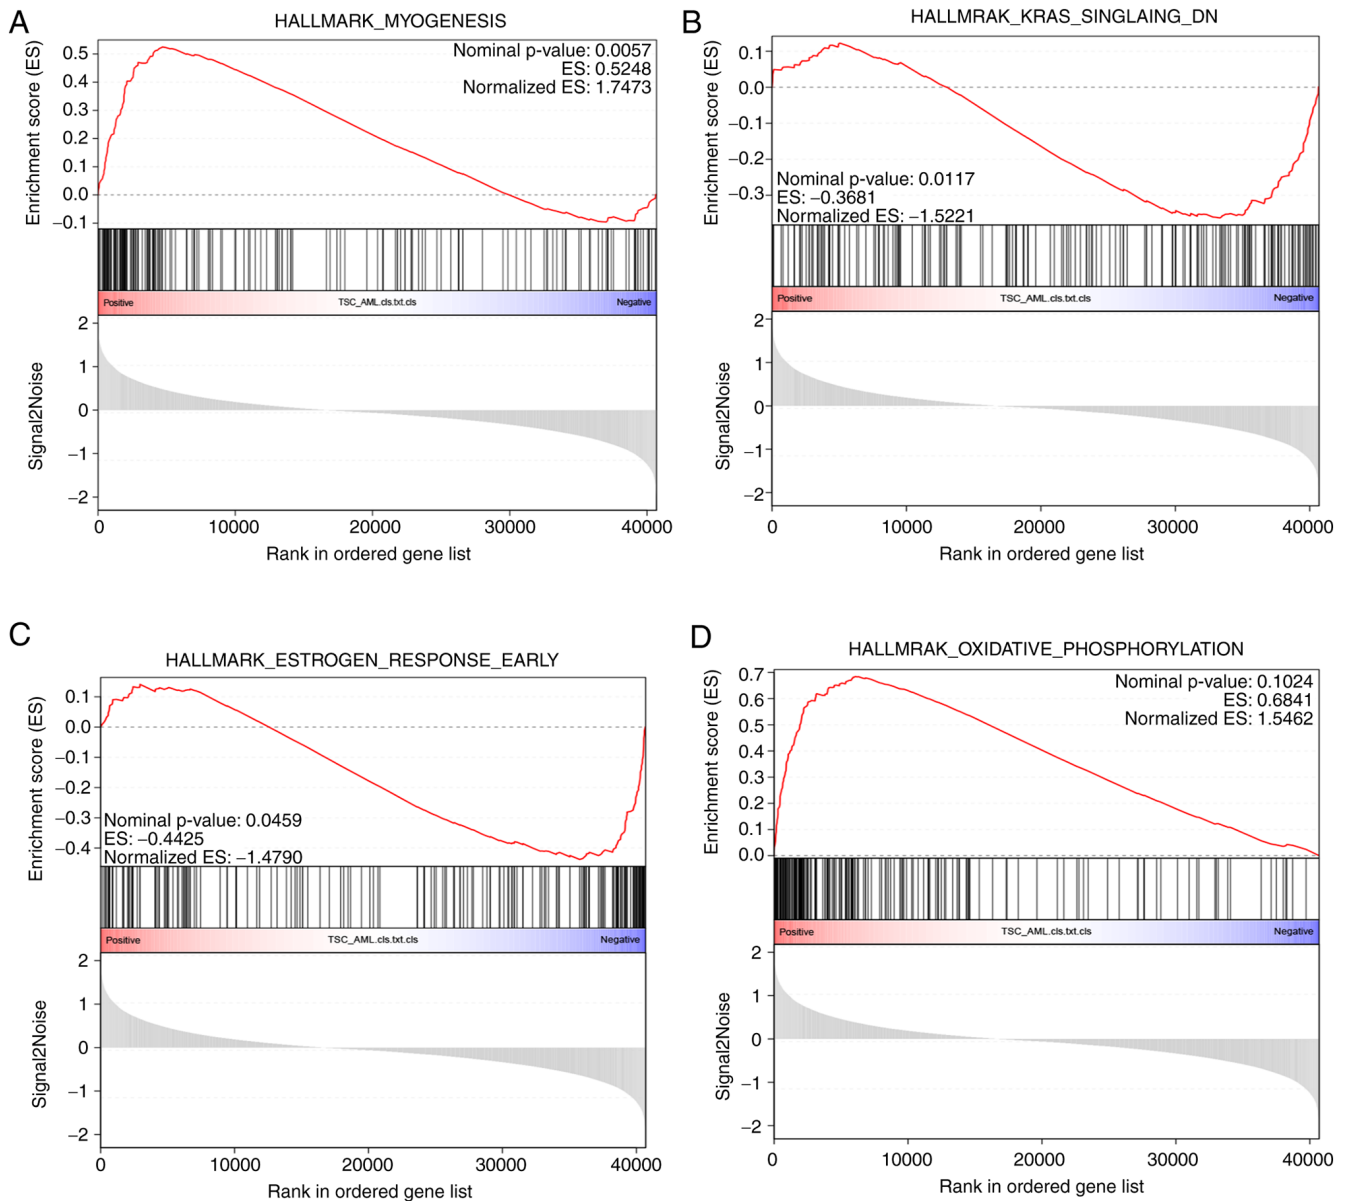 A
HALLMARK_MYOGENESIS
Nominal p-value: 0.0057
ES: 0.5248
Normalized ES: 1.7473
Enrichment score (ES)
0.5
0.4
0.3
0.2
0.1
0.0
−0.1
Positive
TSC_AML.cls.txt.cls
Negative
Signal2Noise
2
1
0
−1
−2
0
10000
20000
30000
40000
Rank in ordered gene list
B
HALLMRAK_KRAS_SINGLAING_DN
Enrichment score (ES)
0.1
0.0
−0.1
−0.2
−0.3
Nominal p-value: 0.0117
ES: −0.3681
Normalized ES: −1.5221
Positive
TSC_AML.cls.txt.cls
Negative
Signal2Noise
2
1
0
−1
−2
0
10000
20000
30000
40000
Rank in ordered gene list
C
HALLMARK_ESTROGEN_RESPONSE_EARLY
Enrichment score (ES)
0.1
0.0
−0.1
−0.2
−0.3
−0.4
Nominal p-value: 0.0459
ES: −0.4425
Normalized ES: −1.4790
Positive
TSC_AML.cls.txt.cls
Negative
Signal2Noise
2
1
0
−1
−2
0
10000
20000
30000
40000
Rank in ordered gene list
D
HALLMRAK_OXIDATIVE_PHOSPHORYLATION
Nominal p-value: 0.1024
ES: 0.6841
Normalized ES: 1.5462
Enrichment score (ES)
0.7
0.6
0.5
0.4
0.3
0.2
0.1
0.0
Positive
TSC_AML.cls.txt.cls
Negative
Signal2Noise
2
1
0
−1
−2
0
10000
20000
30000
40000
Rank in ordered gene list